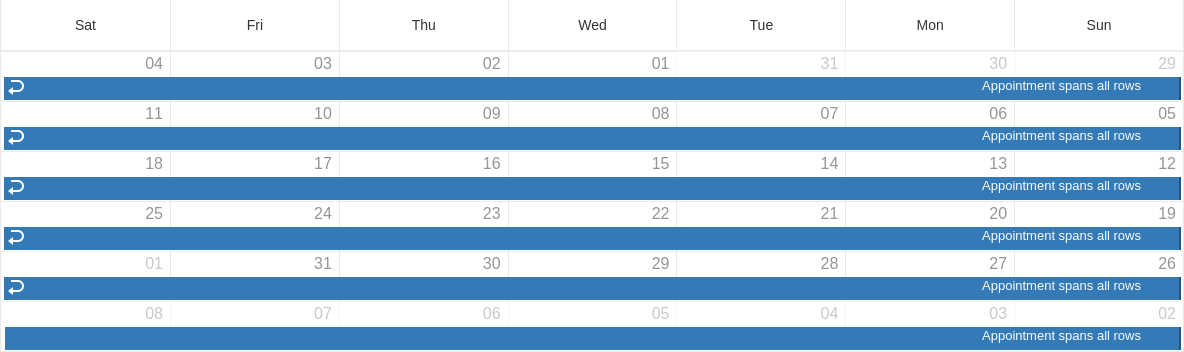 Sat Fri Thu Wed Tue Mon Sun
04 03 02 01 31 30 29
Appointment spans all rows
11 10 09 08 07 06 05
Appointment spans all rows
18 17 16 15 14 13 12
Appointment spans all rows
25 24 23 22 21 20 19
Appointment spans all rows
01 31 30 29 28 27 26
Appointment spans all rows
08 07 06 05 04 03 02
Appointment spans all rows